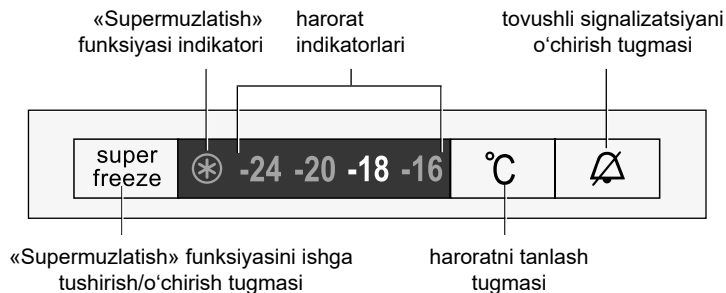 «Supermuzlatish»
funksiyasi indikatori
harorat
indikatorlari
tovushli signalizatsiyani
o‘chirish tugmasi
super
freeze
-24 -20 -18 -16
°C
«Supermuzlatish» funksiyasini ishga
tushirish/o‘chirish tugmasi
haroratni tanlash
tugmasi